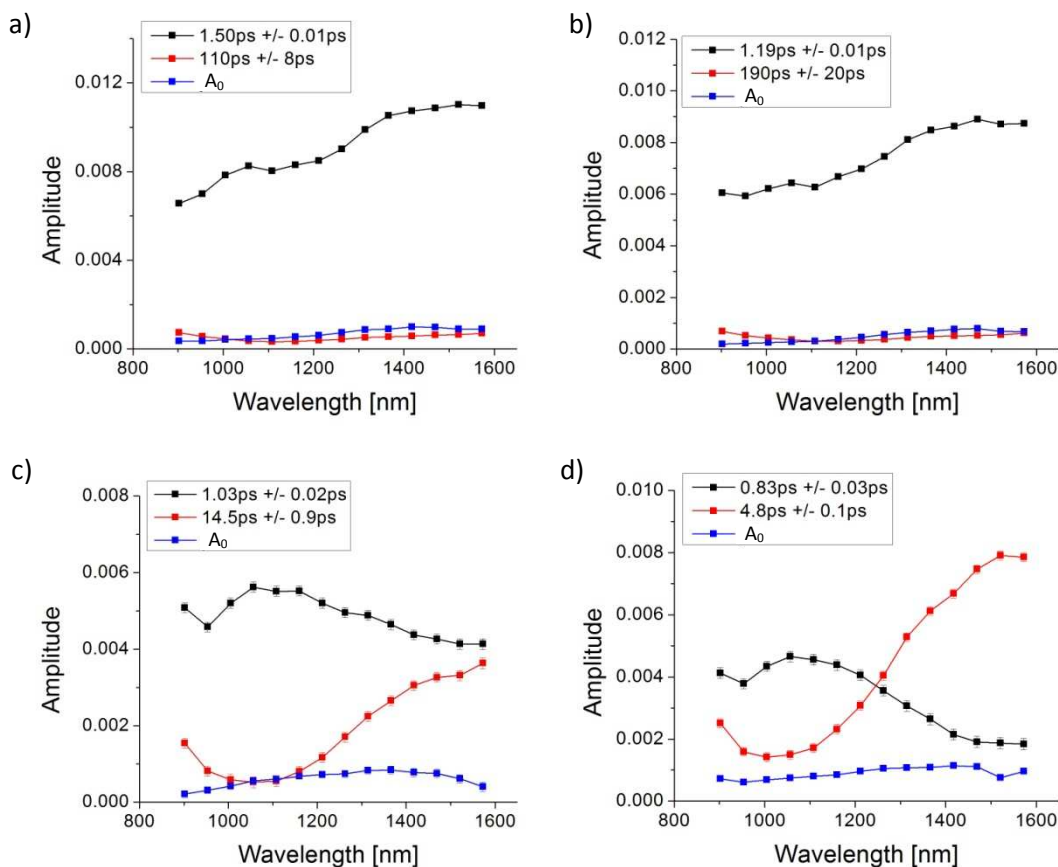 a)
1.50ps +/- 0.01ps
110ps +/- 8ps
A₀
0.012
0.008
0.004
0.000
Amplitude
800 1000 1200 1400 1600
Wavelength [nm]
b)
1.19ps +/- 0.01ps
190ps +/- 20ps
A₀
0.012
0.010
0.008
0.006
0.004
0.002
0.000
Amplitude
800 1000 1200 1400 1600
Wavelength [nm]
c)
1.03ps +/- 0.02ps
14.5ps +/- 0.9ps
A₀
0.008
0.006
0.004
0.002
0.000
Amplitude
800 1000 1200 1400 1600
Wavelength [nm]
d)
0.83ps +/- 0.03ps
4.8ps +/- 0.1ps
A₀
0.010
0.008
0.006
0.004
0.002
0.000
Amplitude
800 1000 1200 1400 1600
Wavelength [nm]